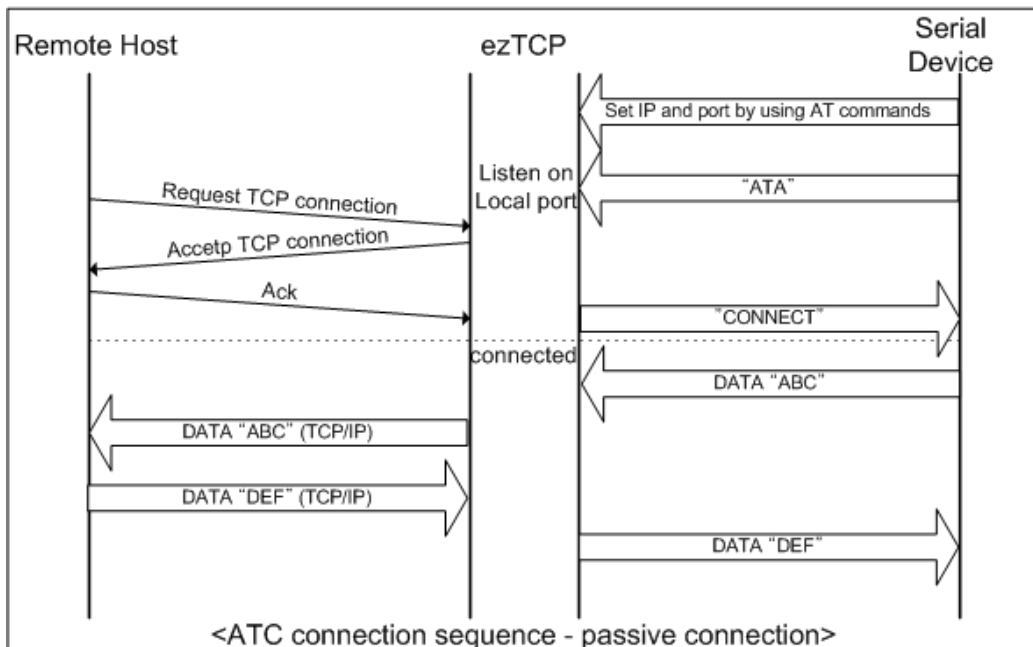 Remote Host
ezTCP
Serial
Device
Set IP and port by using AT commands
Listen on
Local port
"ATA"
Request TCP connection
Accetp TCP connection
Ack
"CONNECT"
connected
DATA "ABC"
DATA "ABC" (TCP/IP)
DATA "DEF" (TCP/IP)
DATA "DEF"
<ATC connection sequence - passive connection>